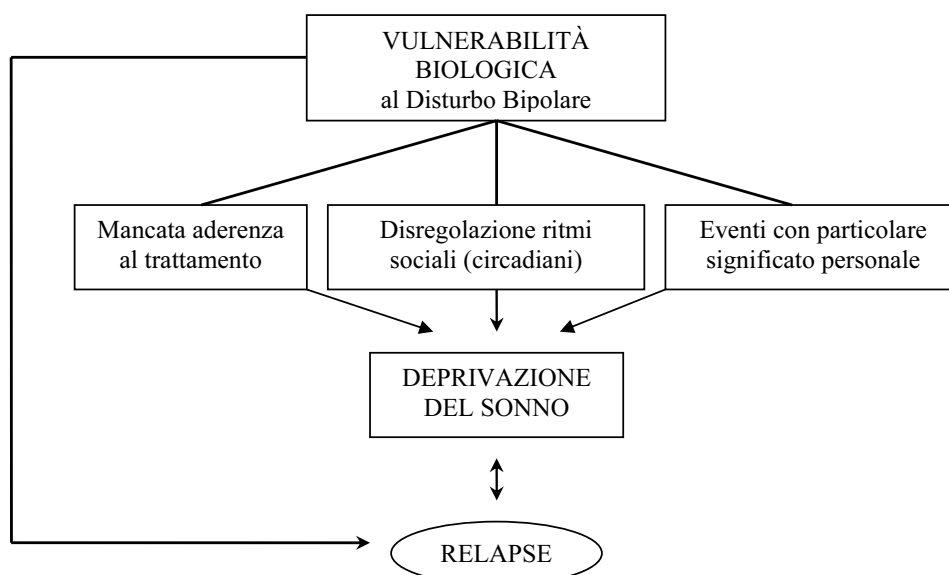 VULNERABILITÀ
BIOLOGICA
al Disturbo Bipolare
Mancata aderenza
al trattamento
Disregolazione ritmi
sociali (circadiani)
Eventi con particolare
significato personale
DEPRIVAZIONE
DEL SONNO
RELAPSE